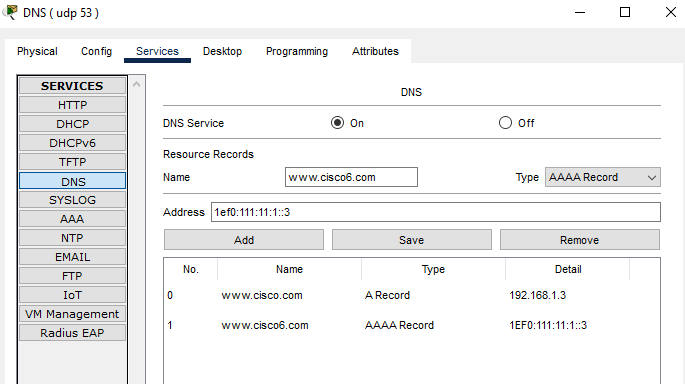 DNS ( udp 53 )
Physical Config Services Desktop Programming Attributes
SERVICES
HTTP
DHCP
DHCPv6
TFTP
DNS
SYSLOG
AAA
NTP
EMAIL
FTP
IoT
VM Management
Radius EAP
DNS
DNS Service On Off
Resource Records
Name www.cisco6.com Type AAAA Record
Address 1ef0:111:11:1::3
Add Save Remove
No. Name Type Detail
0 www.cisco.com A Record 192.168.1.3
1 www.cisco6.com AAAA Record 1EF0:111:11:1::3